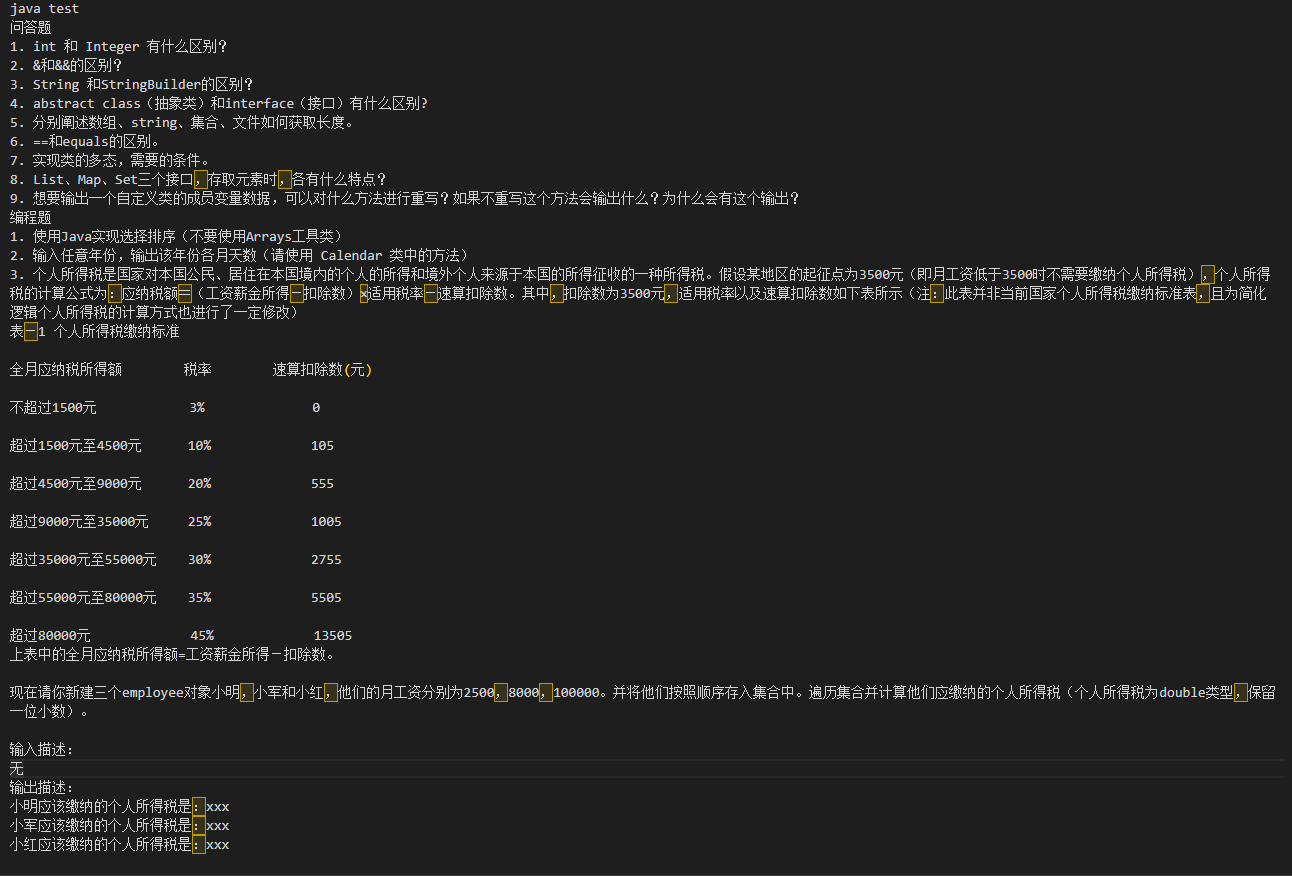 java test
问答题
1. int 和 Integer 有什么区别？
2. &和&&的区别？
3. String 和StringBuilder的区别？
4. abstract class（抽象类）和interface（接口）有什么区别?
5. 分别阐述数组、string、集合、文件如何获取长度。
6. ==和equals的区别。
7. 实现类的多态，需要的条件。
8. List、Map、Set三个接口，存取元素时，各有什么特点？
9. 想要输出一个自定义类的成员变量数据，可以对什么方法进行重写？如果不重写这个方法会输出什么？为什么会有这个输出？
编程题
1. 使用Java实现选择排序（不要使用Arrays工具类）
2. 输入任意年份，输出该年份各月天数（请使用 Calendar 类中的方法）
3. 个人所得税是国家对本国公民、居住在本国境内的个人的所得和境外个人来源于本国的所得征收的一种所得税。假设某地区的起征点为3500元（即月工资低于3500时不需要缴纳个人所得税），个人所得
税的计算公式为：应纳税额＝（工资薪金所得－扣除数）×适用税率－速算扣除数。其中，扣除数为3500元，适用税率以及速算扣除数如下表所示（注：此表并非当前国家个人所得税缴纳标准表，且为简化
逻辑个人所得税的计算方式也进行了一定修改）
表－1 个人所得税缴纳标准
全月应纳税所得额 税率 速算扣除数(元)
不超过1500元 3% 0
超过1500元至4500元 10% 105
超过4500元至9000元 20% 555
超过9000元至35000元 25% 1005
超过35000元至55000元 30% 2755
超过55000元至80000元 35% 5505
超过80000元 45% 13505
上表中的全月应纳税所得额=工资薪金所得－扣除数。
现在请你新建三个employee对象小明，小军和小红，他们的月工资分别为2500，8000，100000。并将他们按照顺序存入集合中。遍历集合并计算他们应缴纳的个人所得税（个人所得税为double类型，保留
一位小数）。
输入描述：
无
输出描述：
小明应该缴纳的个人所得税是：xxx
小军应该缴纳的个人所得税是：xxx
小红应该缴纳的个人所得税是：xxx